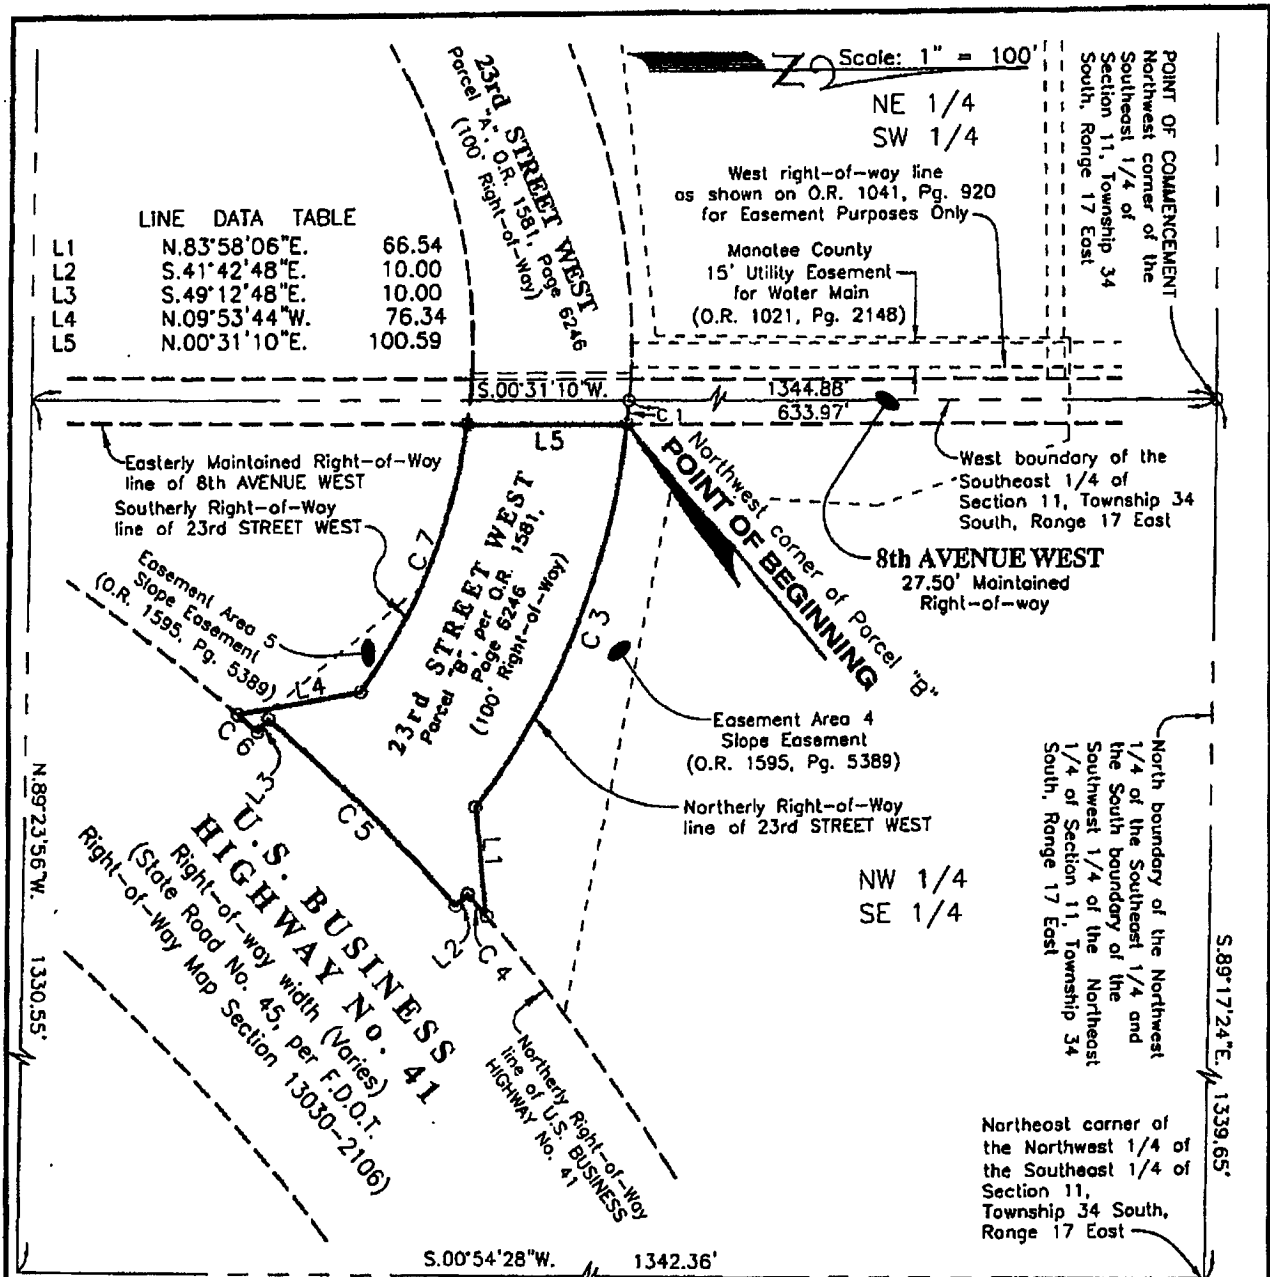 23rd STREET WEST
Parcel "A", O.R. 1581, Page 6246
(100' Right-of-Way)
Scale: 1" = 100'
N
NE 1/4
SW 1/4
West right-of-way line
as shown on O.R. 1041, Pg. 920
for Easement Purposes Only
Manatee County
15' Utility Easement
for Water Main
(O.R. 1021, Pg. 2148)
POINT OF COMMENCEMENT
Northwest corner of the
Southeast 1/4 of
Section 11, Township 34
South, Range 17 East
LINE DATA TABLE
L1 N.83°58'06"E. 66.54
L2 S.41°42'48"E. 10.00
L3 S.49°12'48"E. 10.00
L4 N.09°53'44"W. 76.34
L5 N.00°31'10"E. 100.59
S.00°31'10"W.
1344.88'
633.97'
C 1
L5
Easterly Maintained Right-of-Way
line of 8th AVENUE WEST
Southerly Right-of-Way
line of 23rd STREET WEST
C 7
Easement Area 5
Slope Easement
(O.R. 1595, Pg. 5389)
L4
23rd STREET WEST
Parcel "B", per O.R. 1581,
Page 6246
(100' Right-of-Way)
C 3
Northwest corner of Parcel "B"
POINT OF BEGINNING
West boundary of the
Southeast 1/4 of
Section 11, Township 34
South, Range 17 East
8th AVENUE WEST
27.50' Maintained
Right-of-way
Easement Area 4
Slope Easement
(O.R. 1595, Pg. 5389)
Northerly Right-of-Way
line of 23rd STREET WEST
C 6
L3
C 5
L1
L2
C 4
NW 1/4
SE 1/4
North boundary of the Northwest
1/4 of the Southeast 1/4 and
the South boundary of the
Southwest 1/4 of the Northeast
1/4 of Section 11, Township 34
South, Range 17 East
N.89°23'56"W. 1330.55'
U.S. BUSINESS
HIGHWAY No. 41
Right-of-way width (Varies)
(State Road No. 45, per F.D.O.T.
Right-of-Way Map Section 13030-2106)
Northerly Right-of-Way
line of U.S. BUSINESS
HIGHWAY No. 41
S.89°17'24"E. 1339.65'
Northeast corner of
the Northwest 1/4 of
the Southeast 1/4 of
Section 11,
Township 34 South,
Range 17 East
S.00°54'28"W. 1342.36'